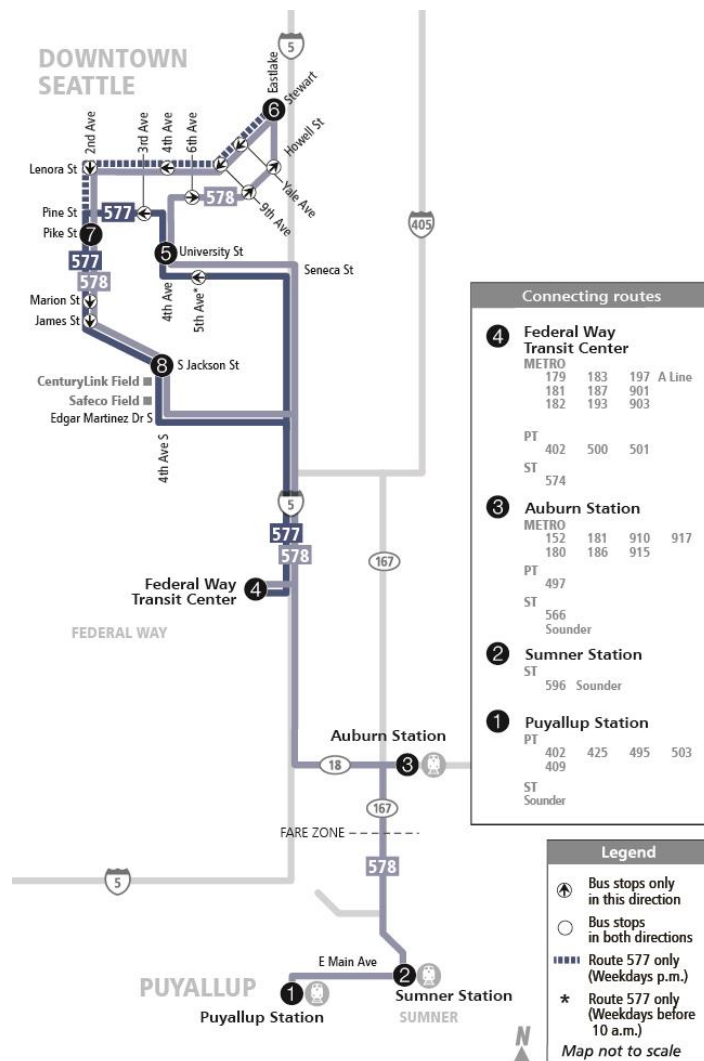 DOWNTOWN
SEATTLE
5
Eastlake
Stewart
6
Howell St
2nd Ave
3rd Ave
4th Ave
6th Ave
Lenora St
Yale Ave
9th Ave
578
Pine St
577
Pike St
7
5
University St
405
577
578
Seneca St
4th Ave
5th Ave*
Marion St
James St
8
S Jackson St
CenturyLink Field
Safeco Field
Edgar Martinez Dr S
4th Ave S
5
577
578
167
Federal Way
Transit Center
4
FEDERAL WAY
Auburn Station
18
3
167
FARE ZONE
578
5
E Main Ave
PUYALLUP
1
2
Puyallup Station
Sumner Station
SUMNER
N
Connecting routes
4 Federal Way
Transit Center
METRO
179 183 197 A Line
181 187 901
182 193 903
PT
402 500 501
ST
574
3 Auburn Station
METRO
152 181 910 917
180 186 915
PT
497
ST
566
Sounder
2 Sumner Station
ST
596 Sounder
1 Puyallup Station
PT
402 425 495 503
409
ST
Sounder
Legend
Bus stops only
in this direction
Bus stops
in both directions
Route 577 only
(Weekdays p.m.)
* Route 577 only
(Weekdays before
10 a.m.)
Map not to scale